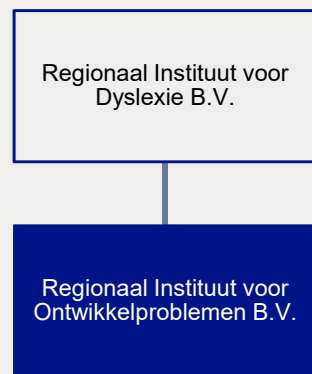 Regionaal Instituut voor
Dyslexie B.V.
Regionaal Instituut voor
Ontwikkelproblemen B.V.